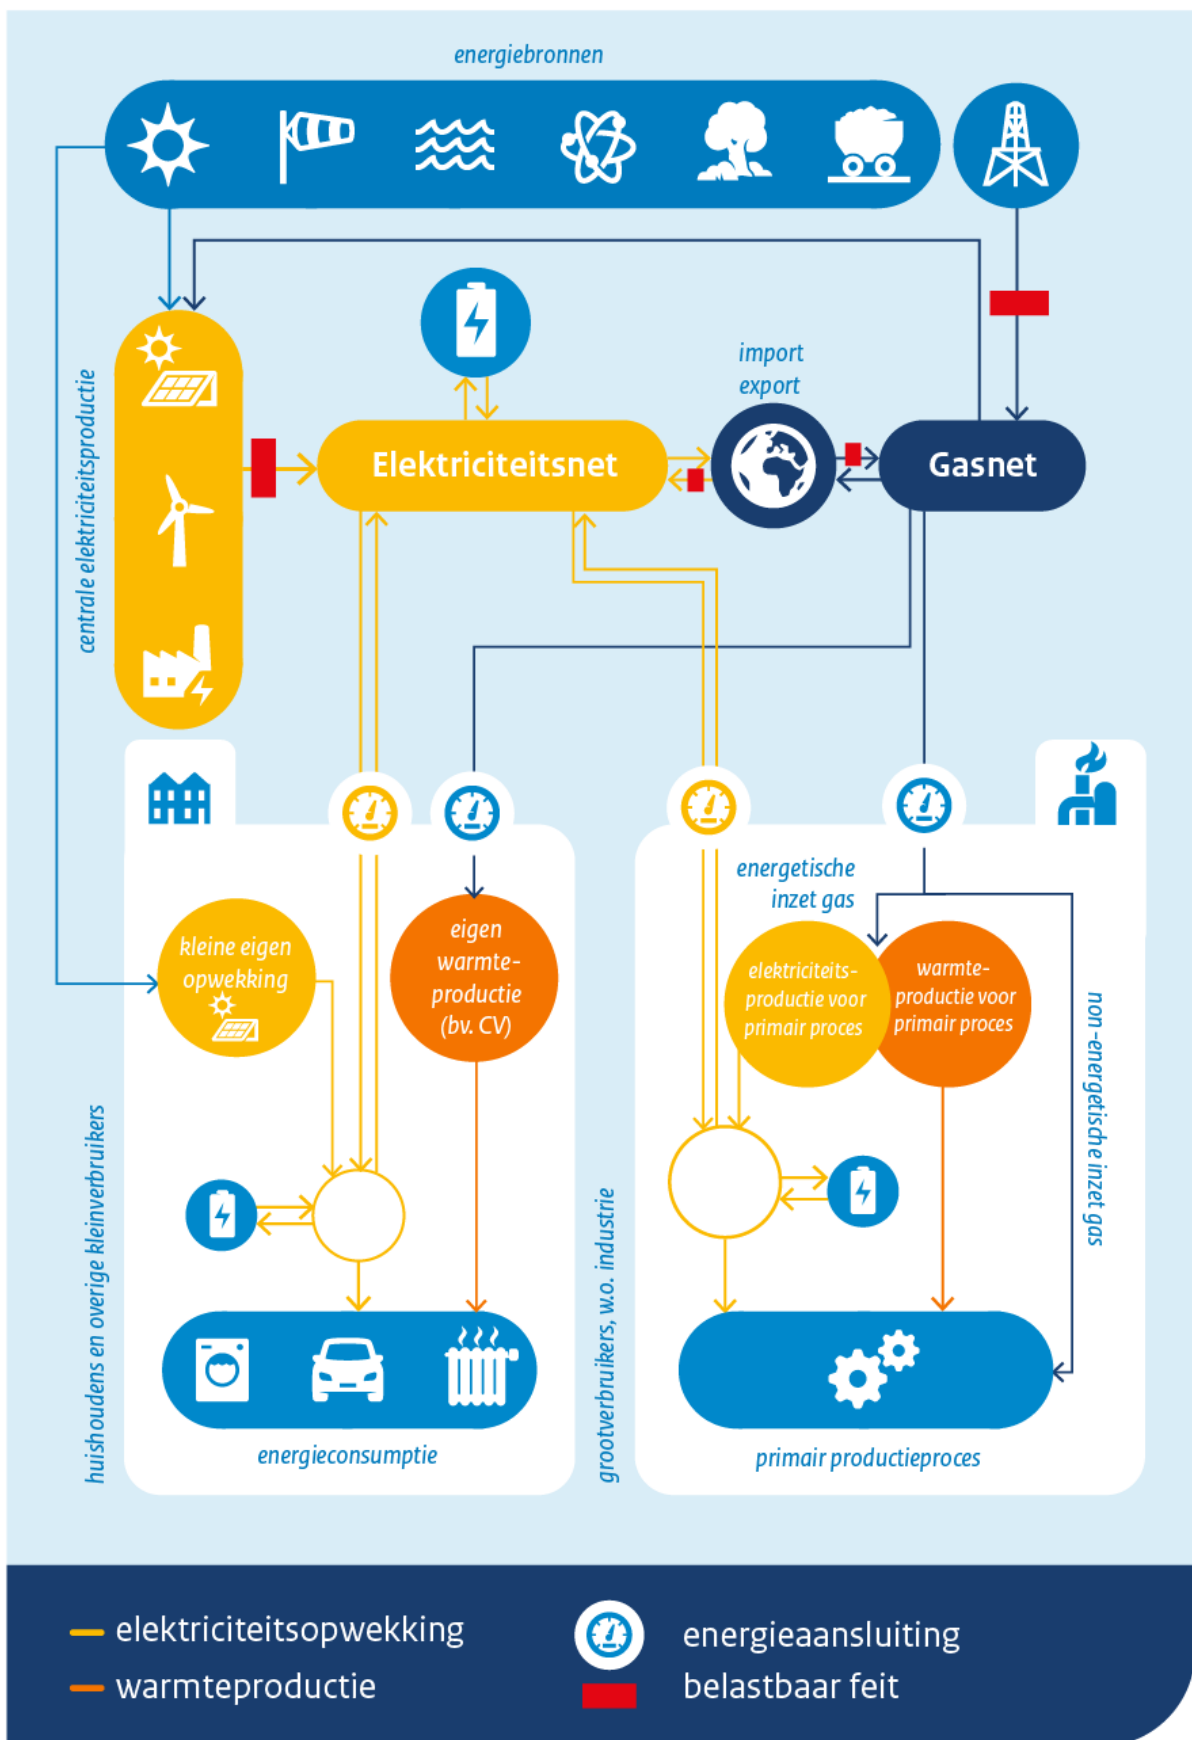 energiebronnen
import
export
centrale elektriciteitsproductie
Elektriciteitsnet
Gasnet
huishoudens en overige kleinverbruikers
kleine eigen
opwekking
eigen
warmte-
productie
(bv. CV)
energieconsumptie
grootverbruikers, w.o. industrie
energetische
inzet gas
elektriciteits-
productie voor
primair proces
warmte-
productie voor
primair proces
non-energetische inzet gas
primair productieproces
elektriciteitsopwekking
warmteproductie
energieaansluiting
belastbaar feit